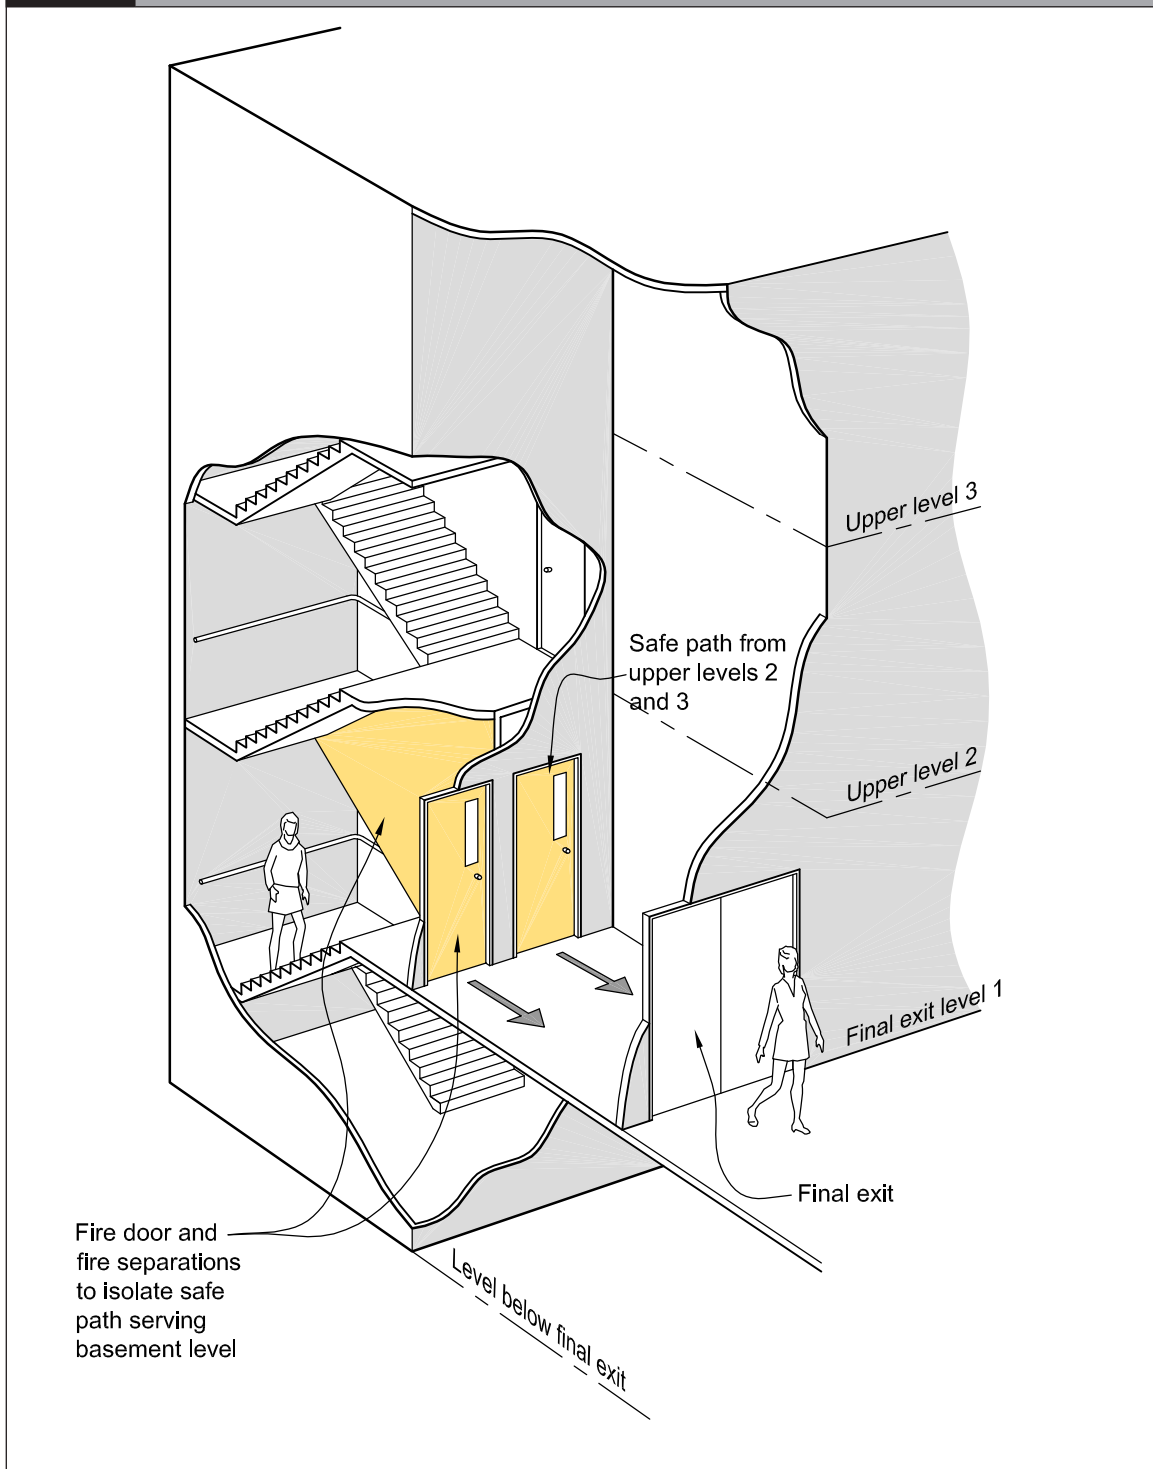 Upper level 3
Safe path from
upper levels 2
and 3
Upper level 2
Final exit level 1
Final exit
Fire door and
fire separations
to isolate safe
path serving
basement level
Level below final exit